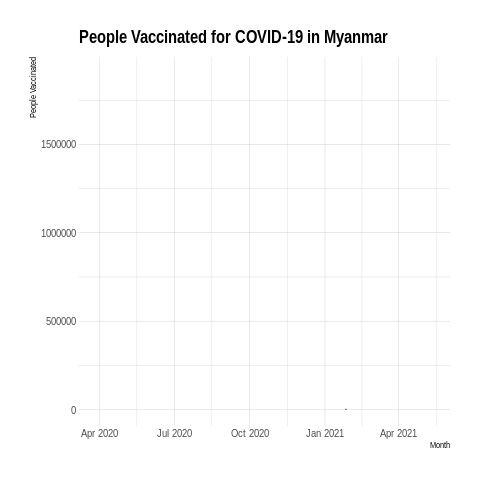 People Vaccinated for COVID-19 in Myanmar
People Vaccinated
1500000
1000000
500000
0
Apr 2020 Jul 2020 Oct 2020 Jan 2021 Apr 2021
Month